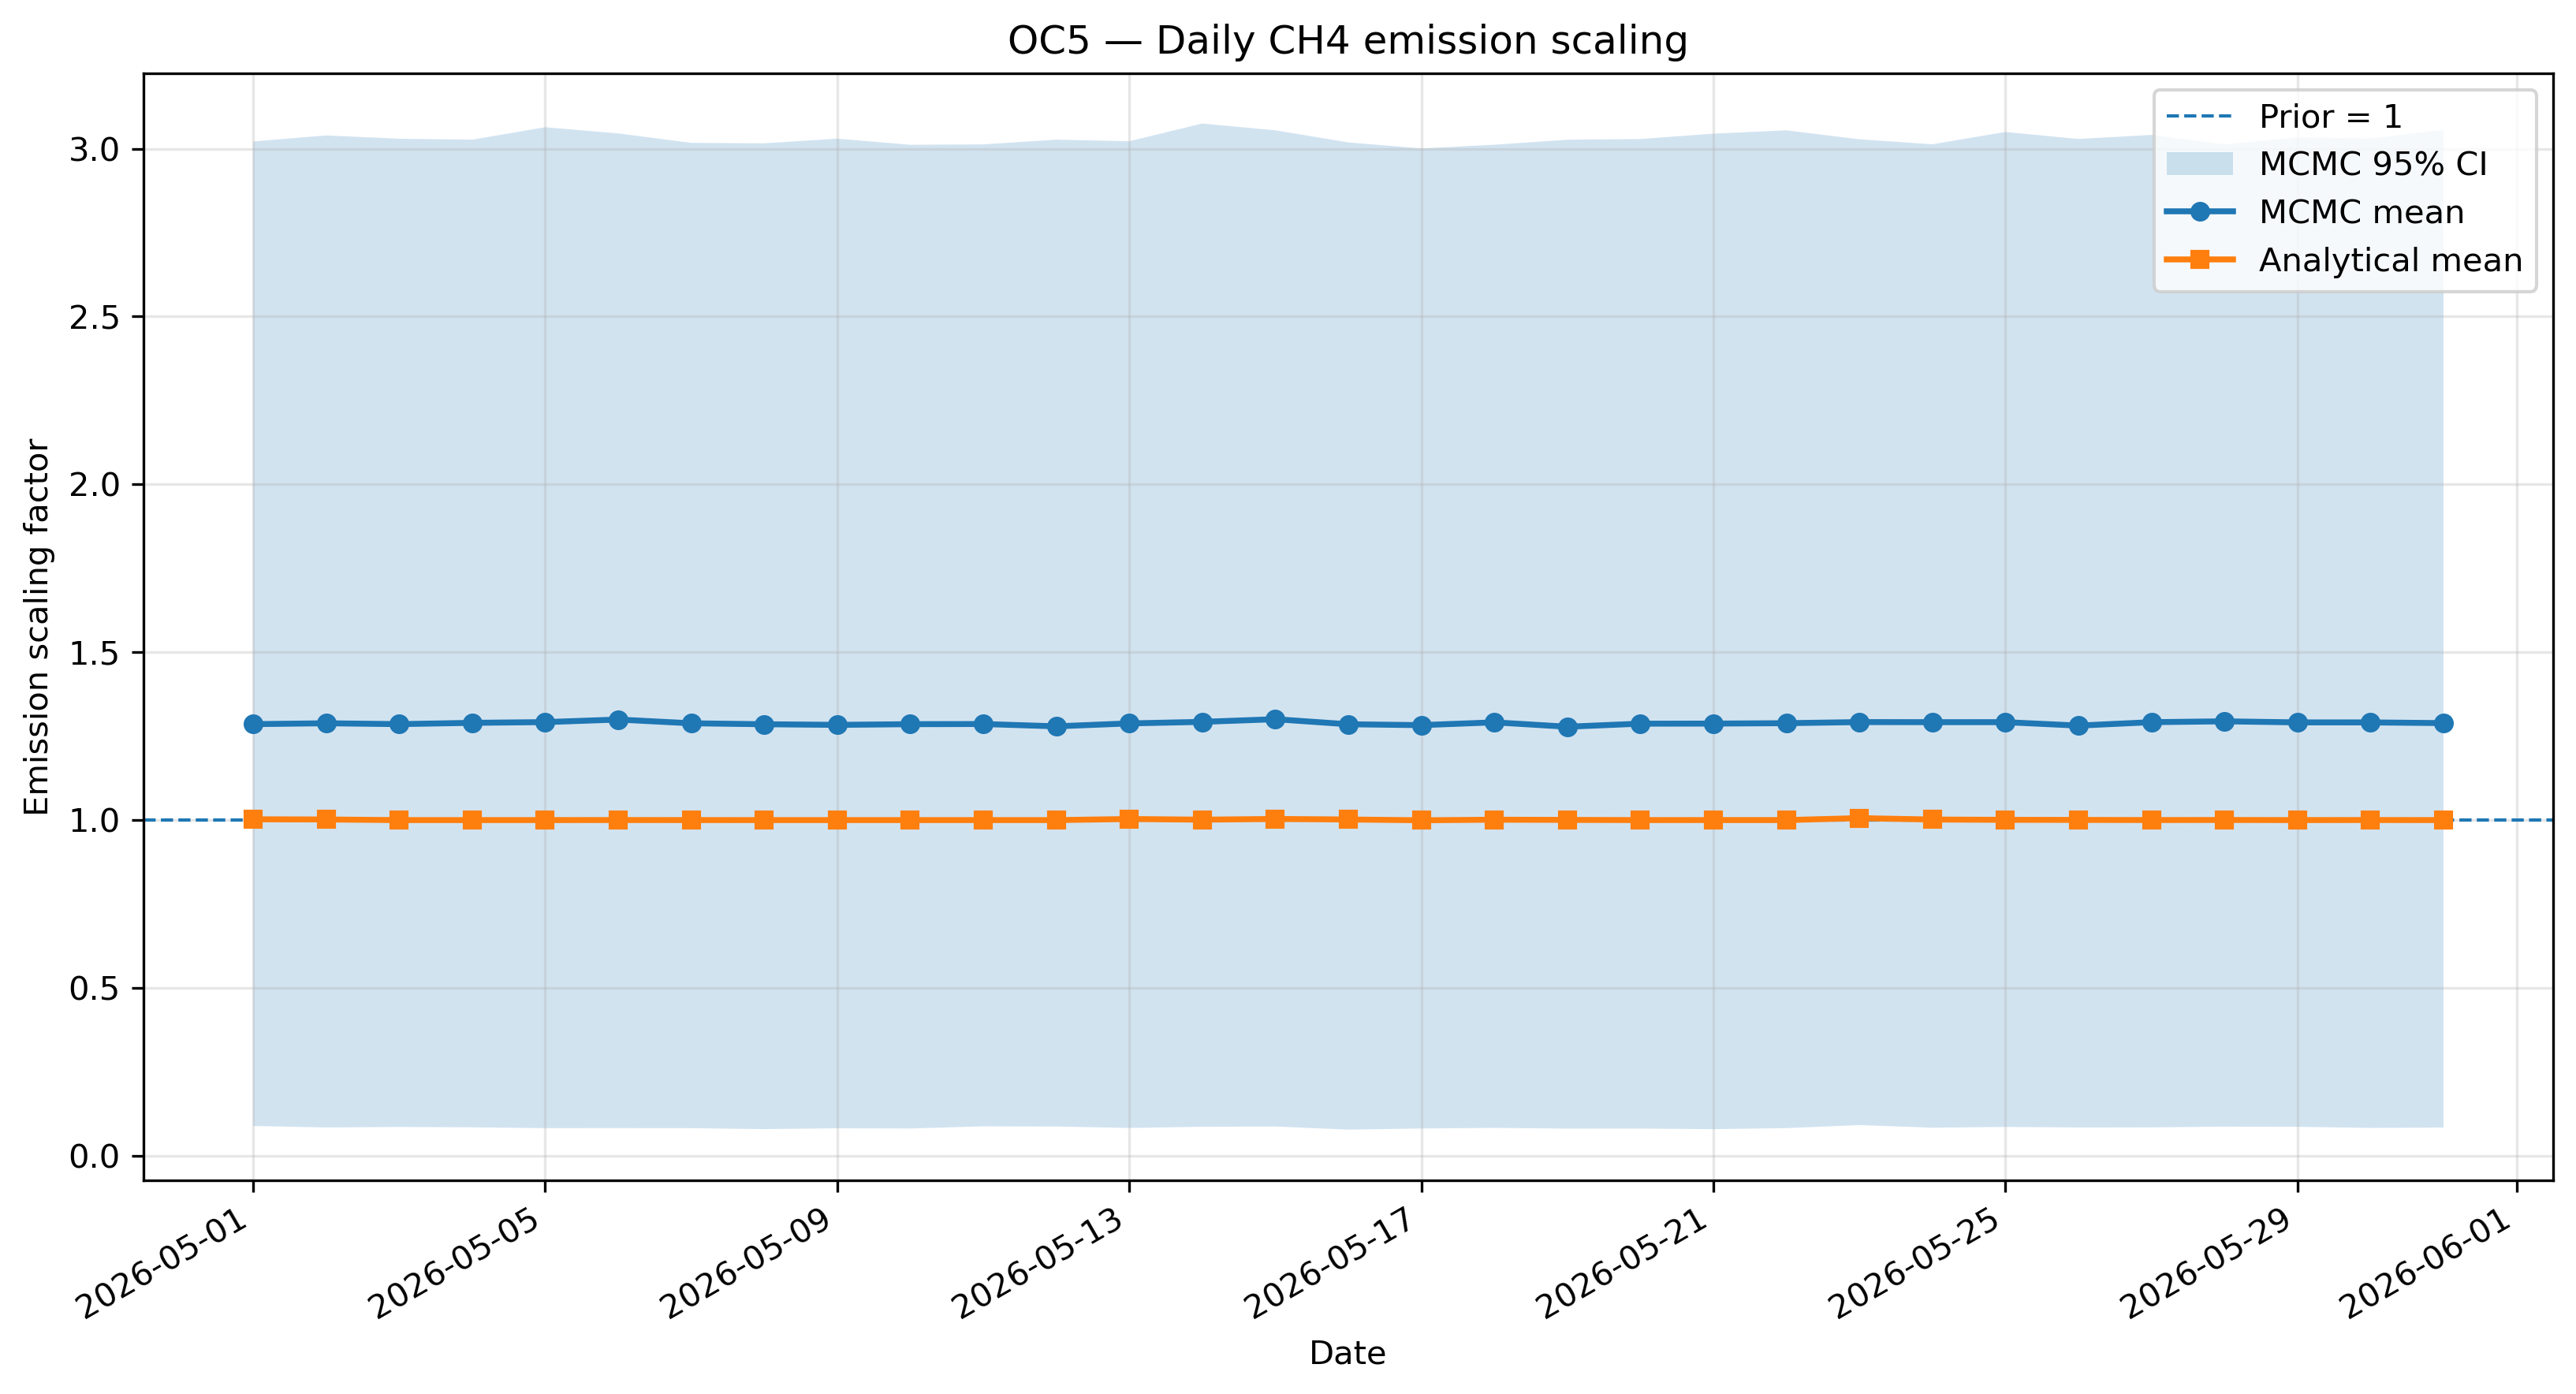 OC5 — Daily CH4 emission scaling
Prior = 1
MCMC 95% CI
MCMC mean
Analytical mean
Emission scaling factor
3.0
2.5
2.0
1.5
1.0
0.5
0.0
2026-05-01
2026-05-05
2026-05-09
2026-05-13
2026-05-17
2026-05-21
2026-05-25
2026-05-29
2026-06-01
Date